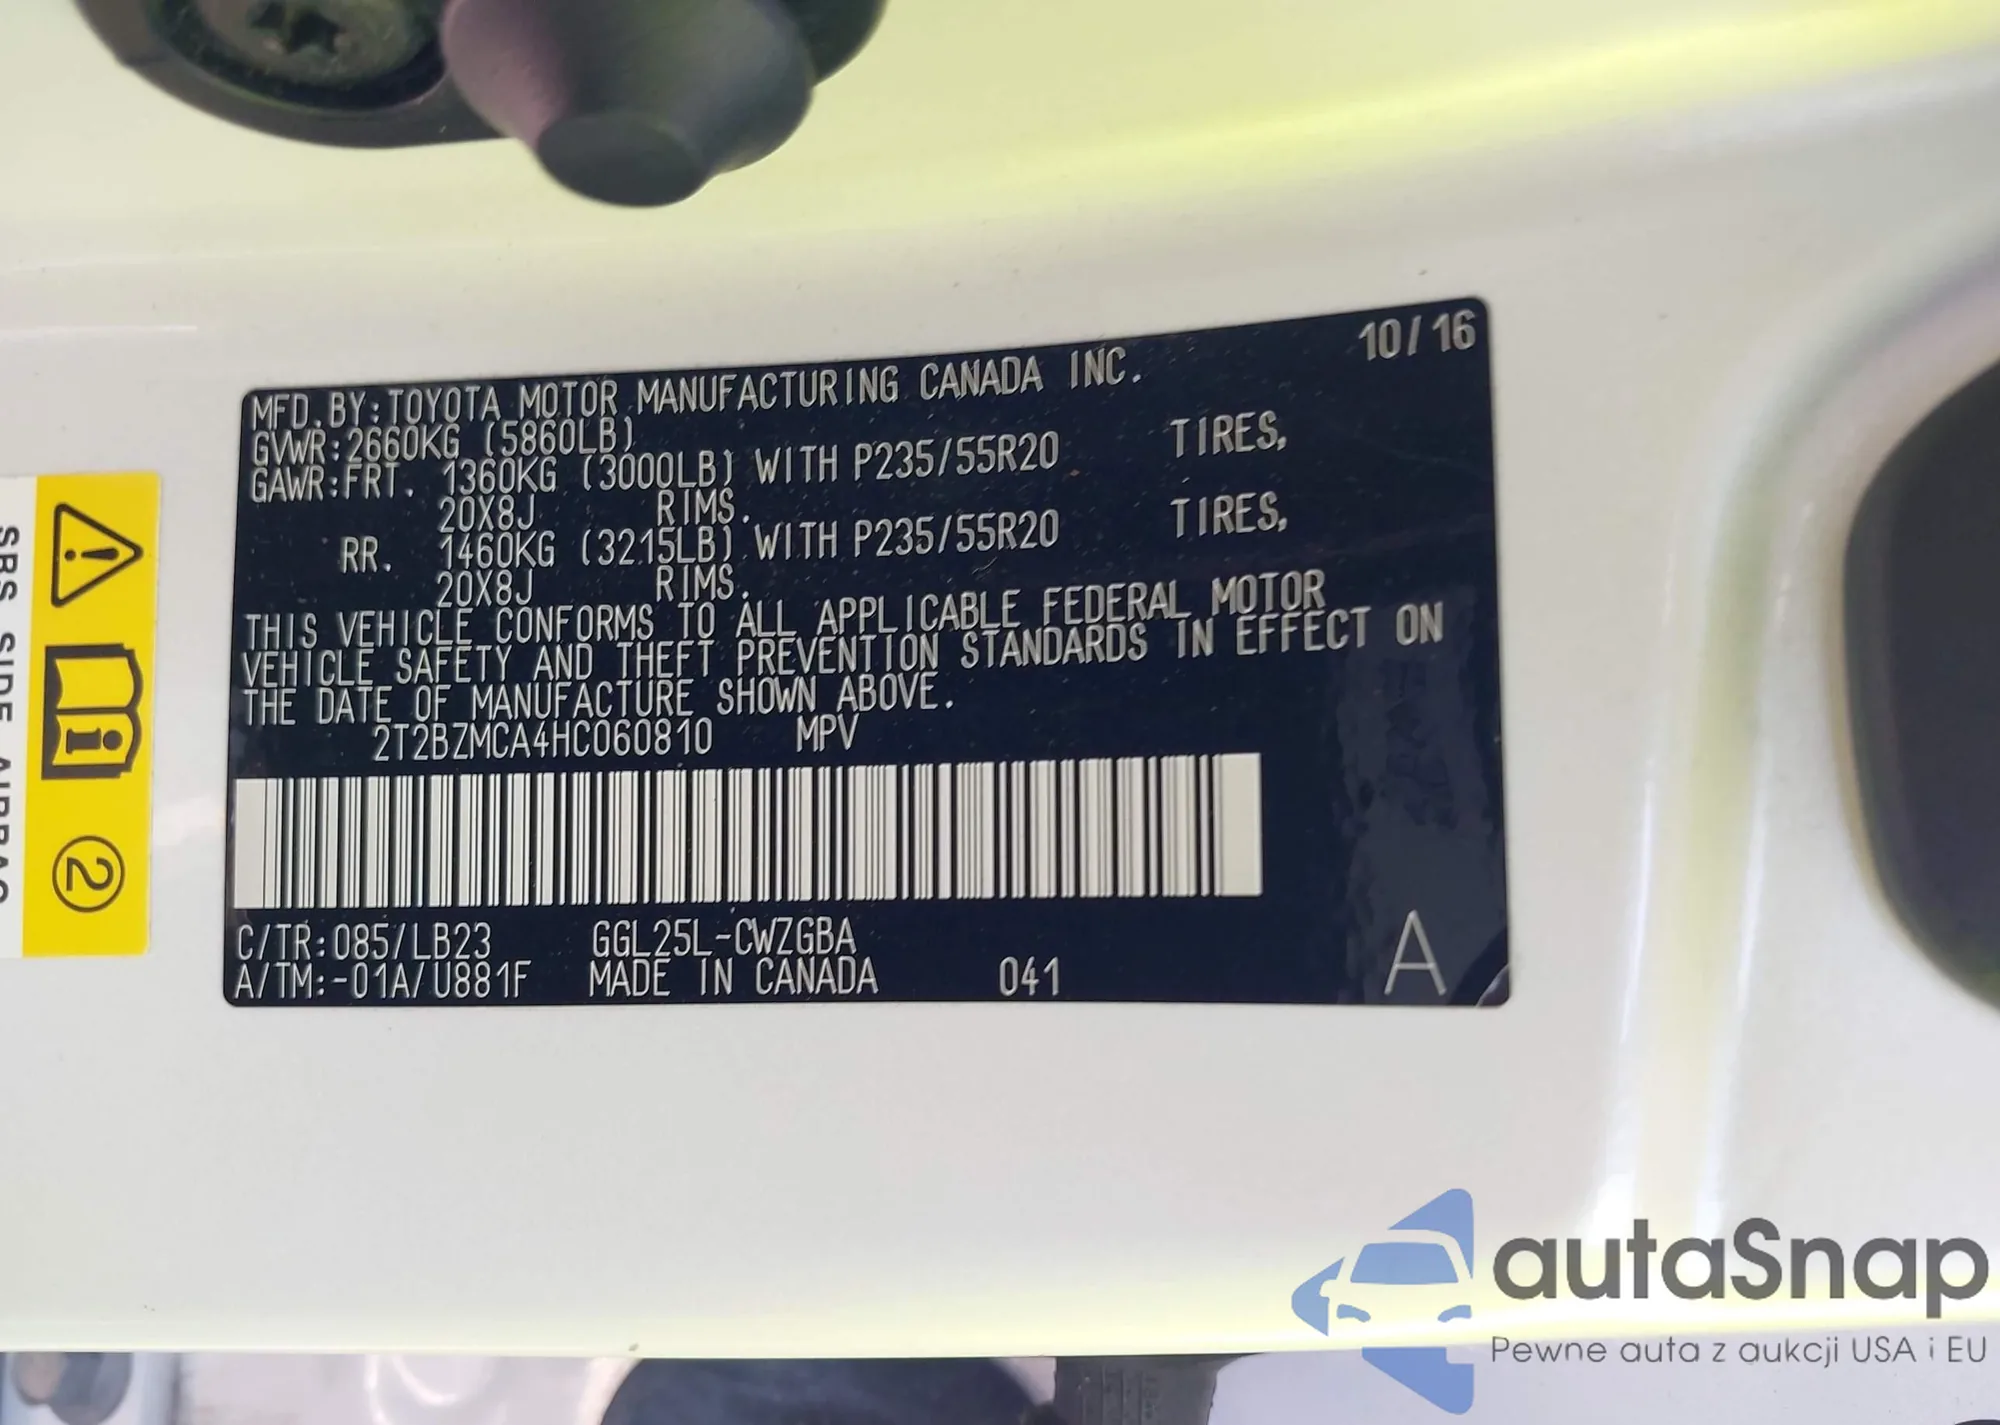 10/16
MFD.BY:TOYOTA MOTOR MANUFACTURING CANADA INC.
GVWR:2660KG (5860LB)
GAWR:FRT. 1360KG (3000LB) WITH P235/55R20 TIRES,
20X8J RIMS.
RR. 1460KG (3215LB) WITH P235/55R20 TIRES,
20X8J RIMS.
THIS VEHICLE CONFORMS TO ALL APPLICABLE FEDERAL MOTOR
VEHICLE SAFETY AND THEFT PREVENTION STANDARDS IN EFFECT ON
THE DATE OF MANUFACTURE SHOWN ABOVE.
2T2BZMCA4HC060810 MPV
C/TR:085/LB23 GGL25L-CWZGBA
A/TM:-01A/U881F MADE IN CANADA 041 A
SRS SIDE AIRBAG
2
autaSnap
Pewne auta z aukcji USA i EU